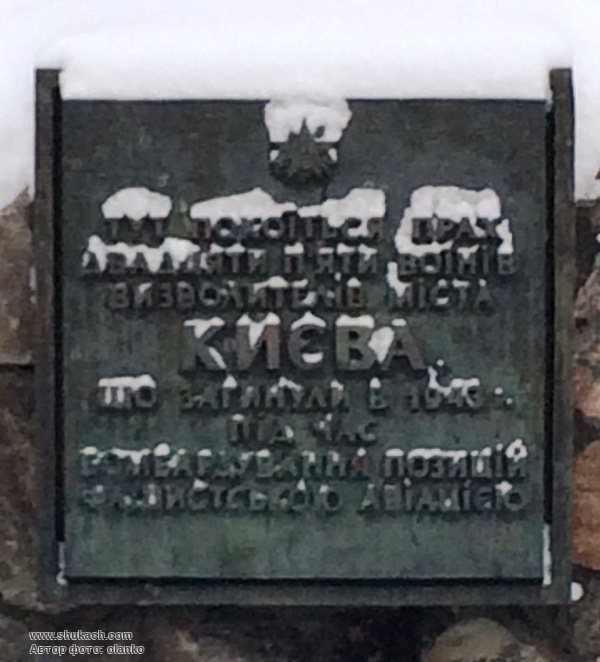 ТУТ ПОКОЇТЬСЯ ПРАХ
ДВАДЦЯТИ П'ЯТИ ВОЇНІВ
ВИЗВОЛИТЕЛІВ МІСТА
КИЄВА
ЩО ЗАГИНУЛИ В 1943 р.
ПІД ЧАС
БОМБАРДУВАННЯ ПОЗИЦІЙ
ФАШИСТСЬКОЮ АВІАЦІЄЮ
www.shukach.com
Автор фото: olanko